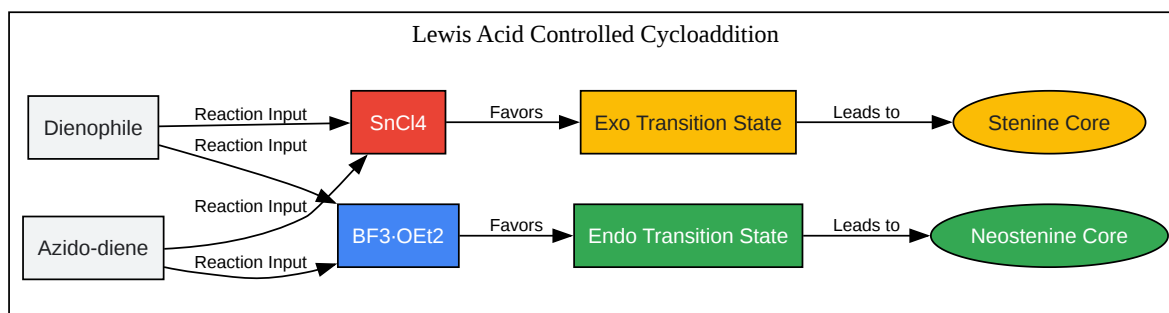 Lewis Acid Controlled Cycloaddition
Dienophile
Reaction Input
SnCl4
Favors
Exo Transition State
Leads to
Stenine Core
Reaction Input
Reaction Input
Azido-diene
Reaction Input
BF3·OEt2
Favors
Endo Transition State
Leads to
Neostenine Core